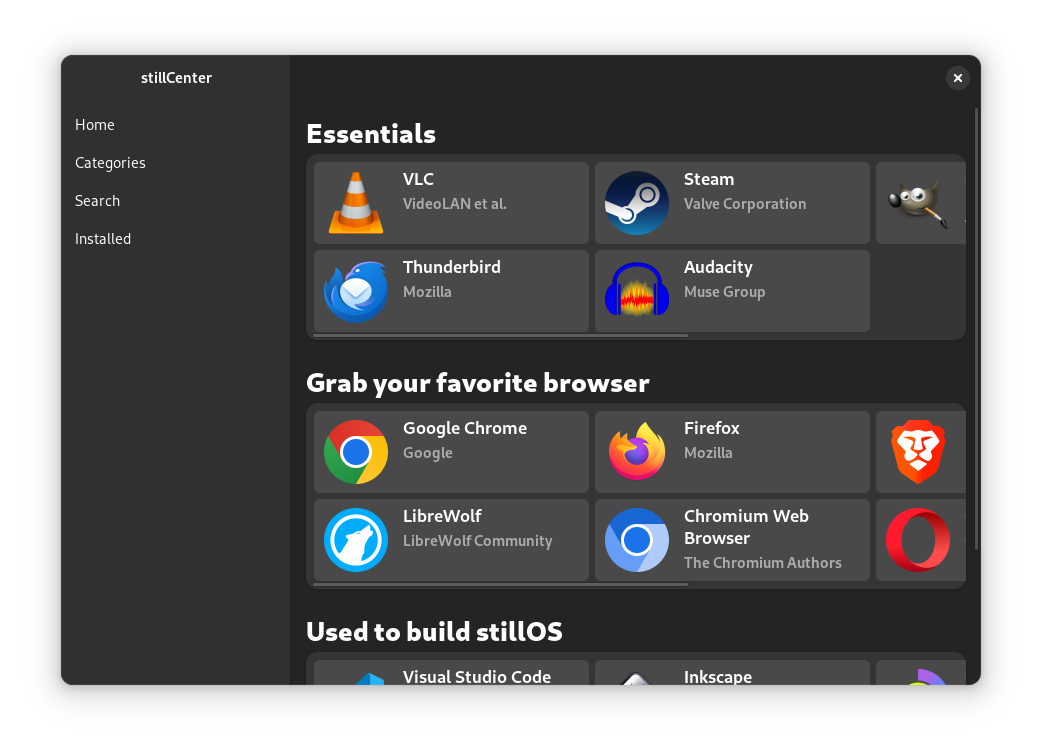 stillCenter
Home
Categories
Search
Installed
Essentials
VLC
VideoLAN et al.
Steam
Valve Corporation
Thunderbird
Mozilla
Audacity
Muse Group
Grab your favorite browser
Google Chrome
Google
Firefox
Mozilla
LibreWolf
LibreWolf Community
Chromium Web
Browser
The Chromium Authors
Used to build stillOS
Visual Studio Code
Inkscape